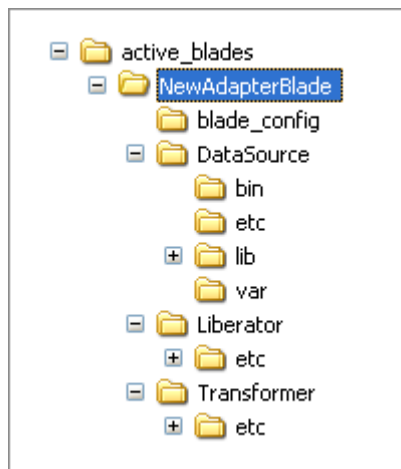 active_blades
NewAdapterBlade
blade_config
DataSource
bin
etc
lib
var
Liberator
etc
Transformer
etc